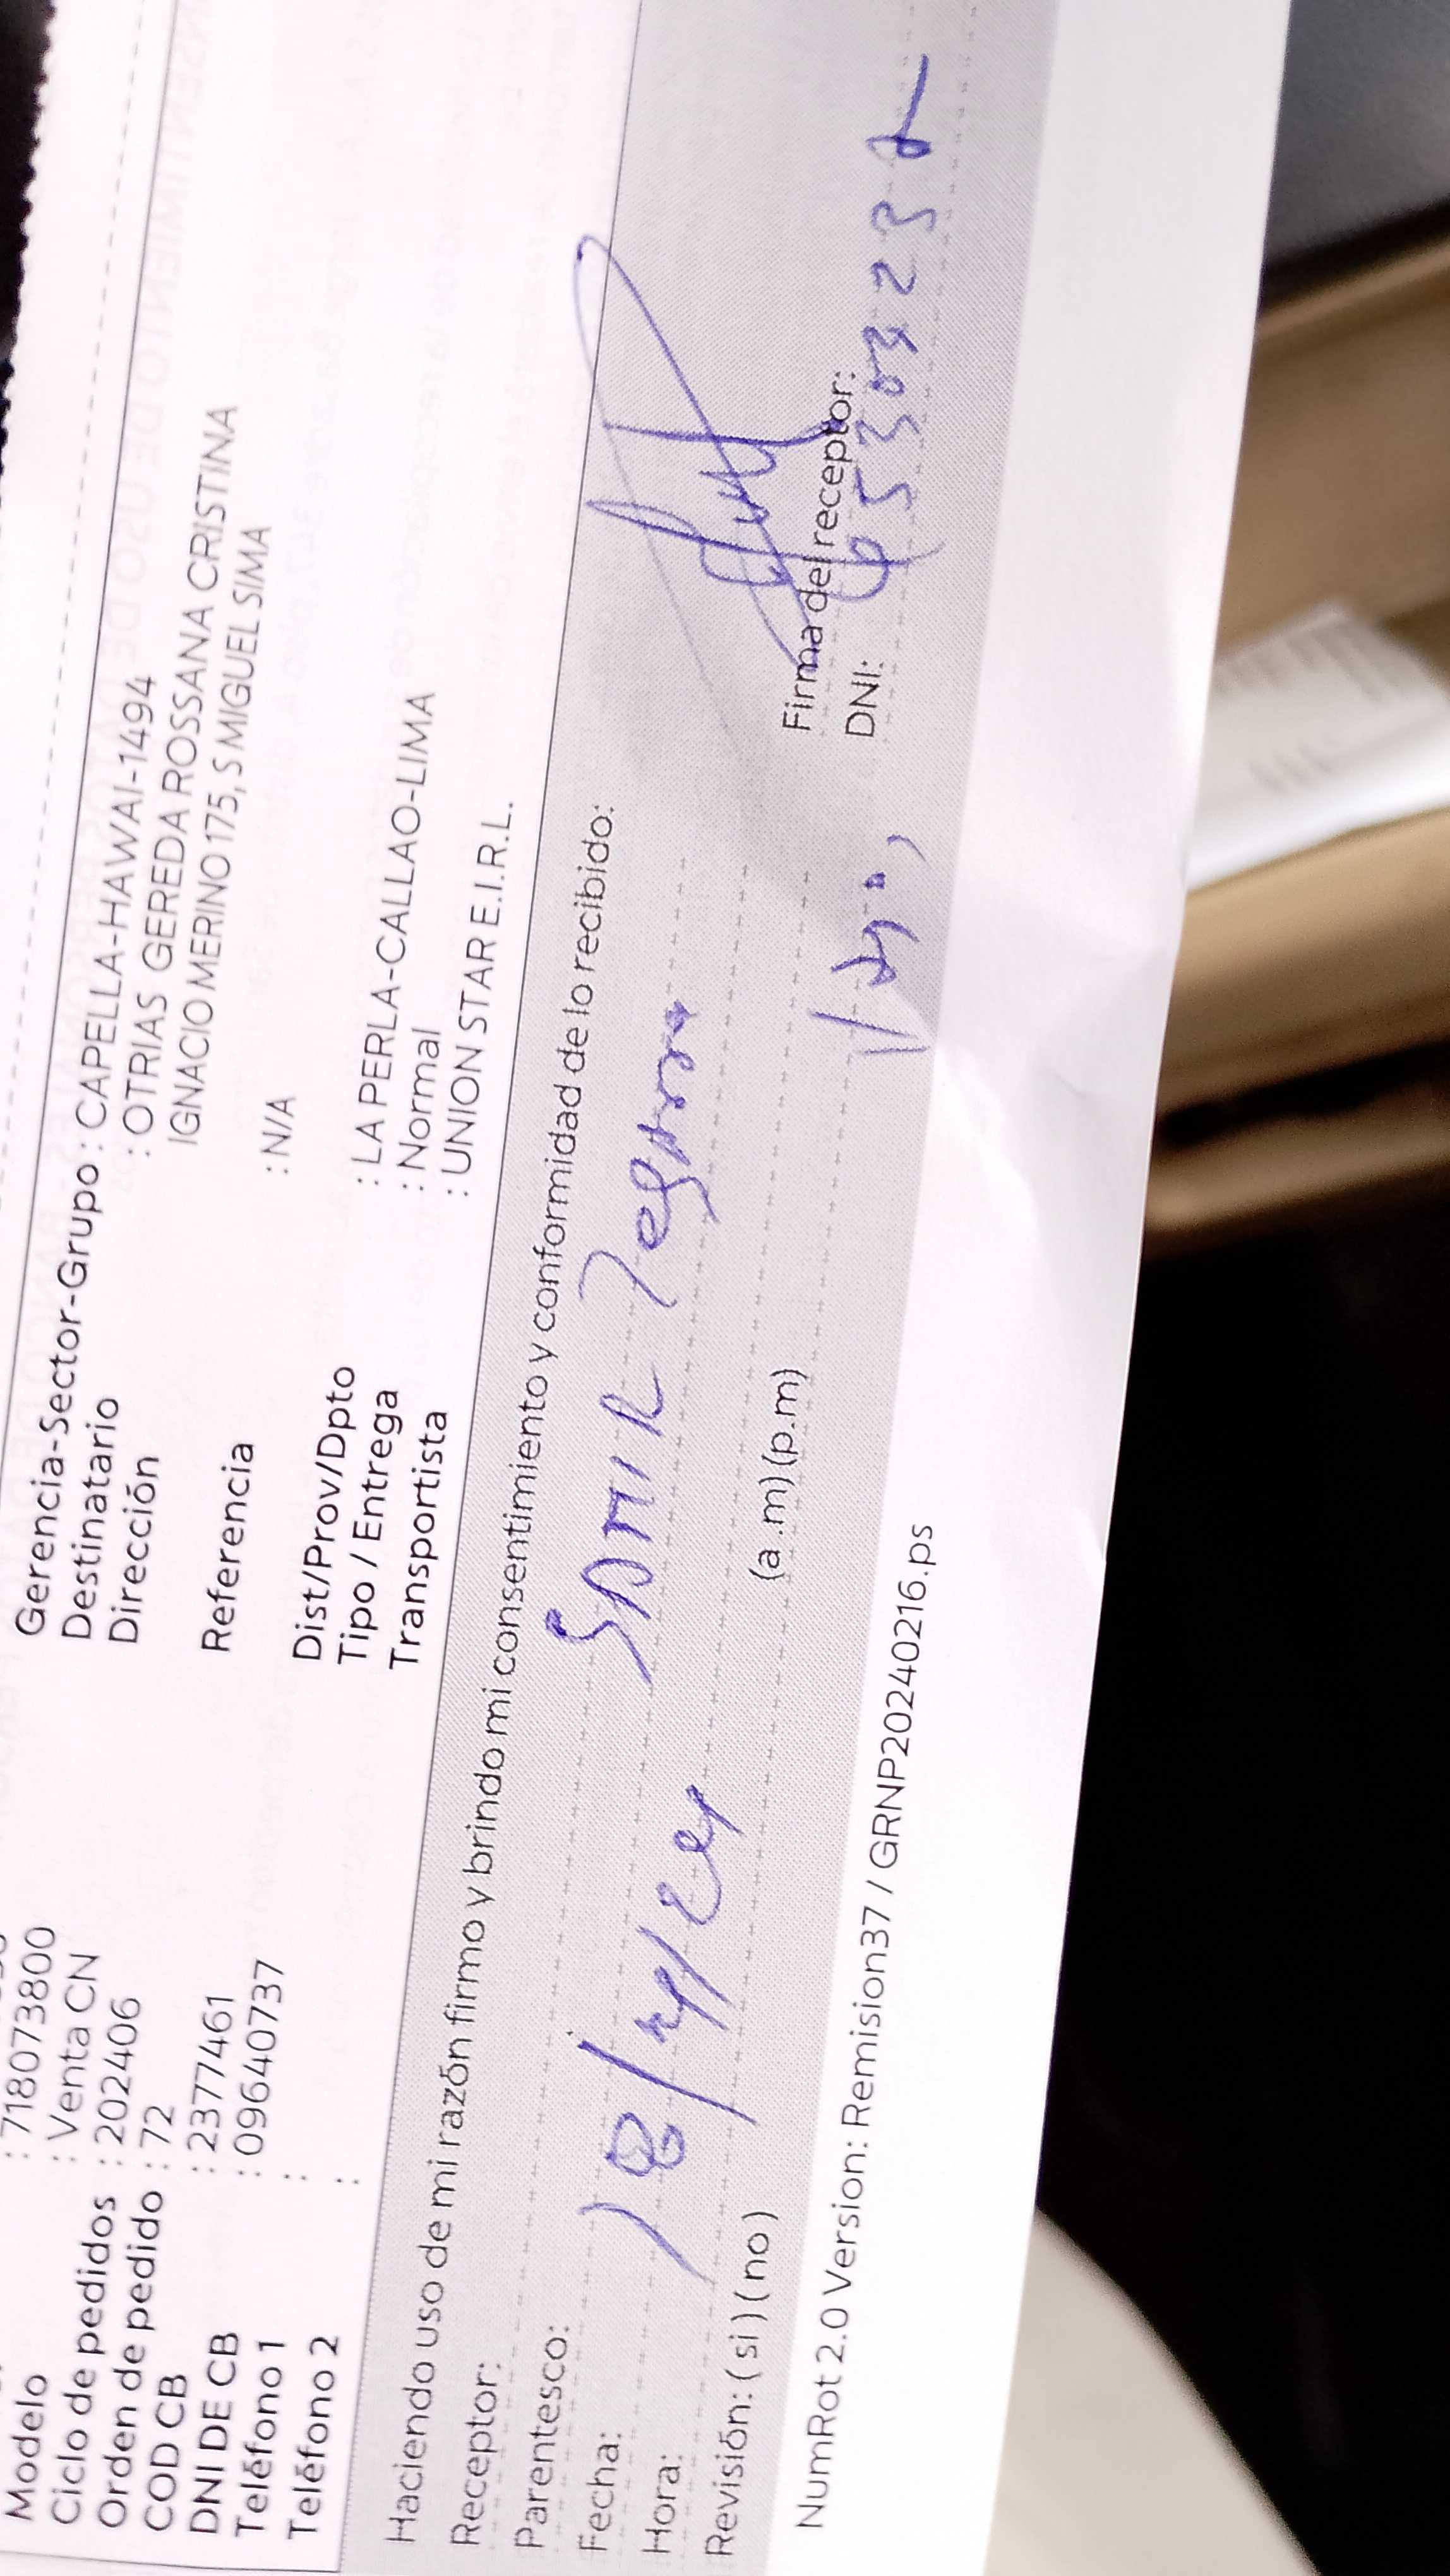 Modelo : 718073800
Ciclo de pedidos : Venta CN
Orden de pedido : 202406
COD CB : 72
DNI DE CB : 2377461
Teléfono 1 : 09640737
Teléfono 2 :
:
Gerencia-Sector-Grupo : CAPELLA-HAWAI-1494
Destinatario : OTRIAS GEREDA ROSSANA CRISTINA
Dirección IGNACIO MERINO 175, S MIGUEL SIMA
Referencia : N/A
Dist/Prov/Dpto : LA PERLA-CALLAO-LIMA
Tipo / Entrega : Normal
Transportista : UNION STAR E.I.R.L.
Haciendo uso de mi razón firmo y brindo mi consentimiento y conformidad de lo recibido:
Receptor: SAMIR
Parentesco:
Fecha: 18/
Hora: (a .m) (p.m)
Revisión: ( si ) ( no )
Firma del receptor:
DNI:
NumRot 2.0 Version: Remision37 / GRNP20240216.ps